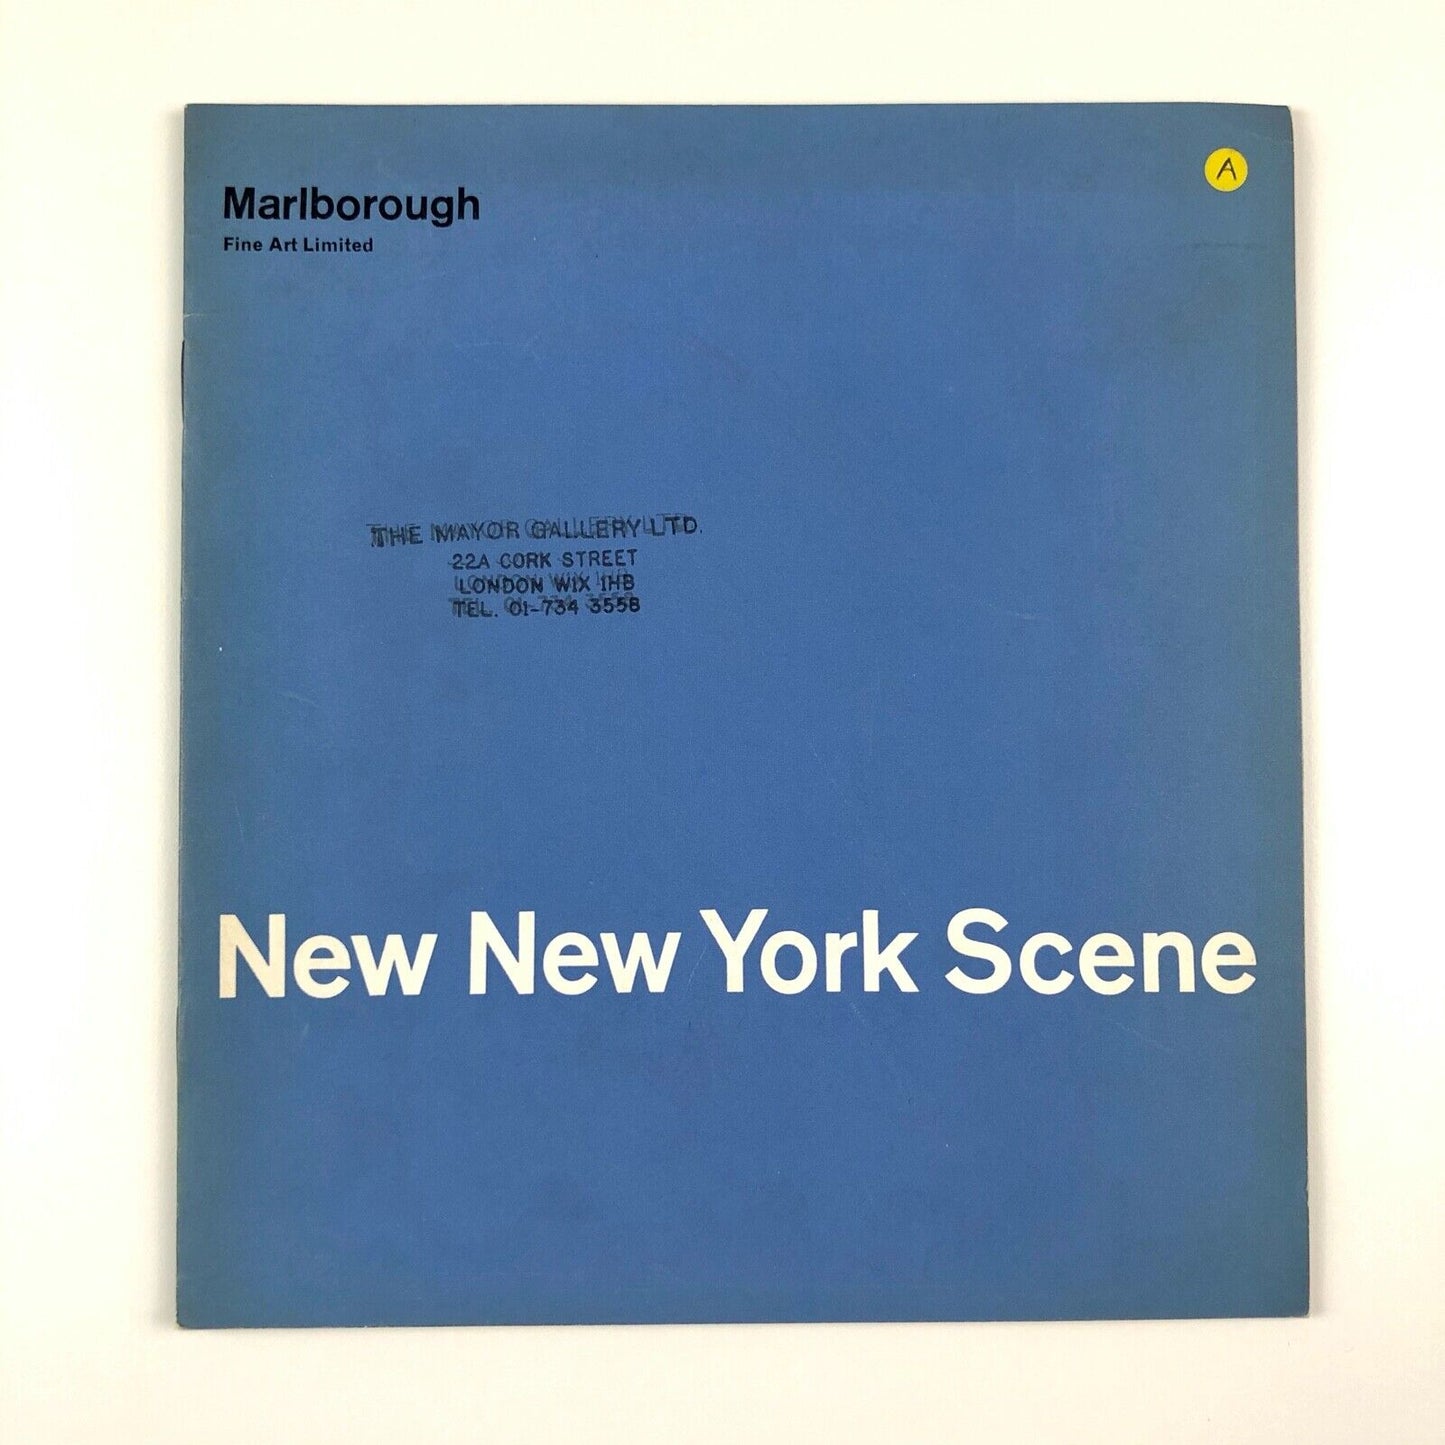 Marlborough
Fine Art Limited
A
THE MAYOR GALLERY LTD.
22A CORK STREET
LONDON W1X 1HB
TEL. 01-734 3558
New New York Scene